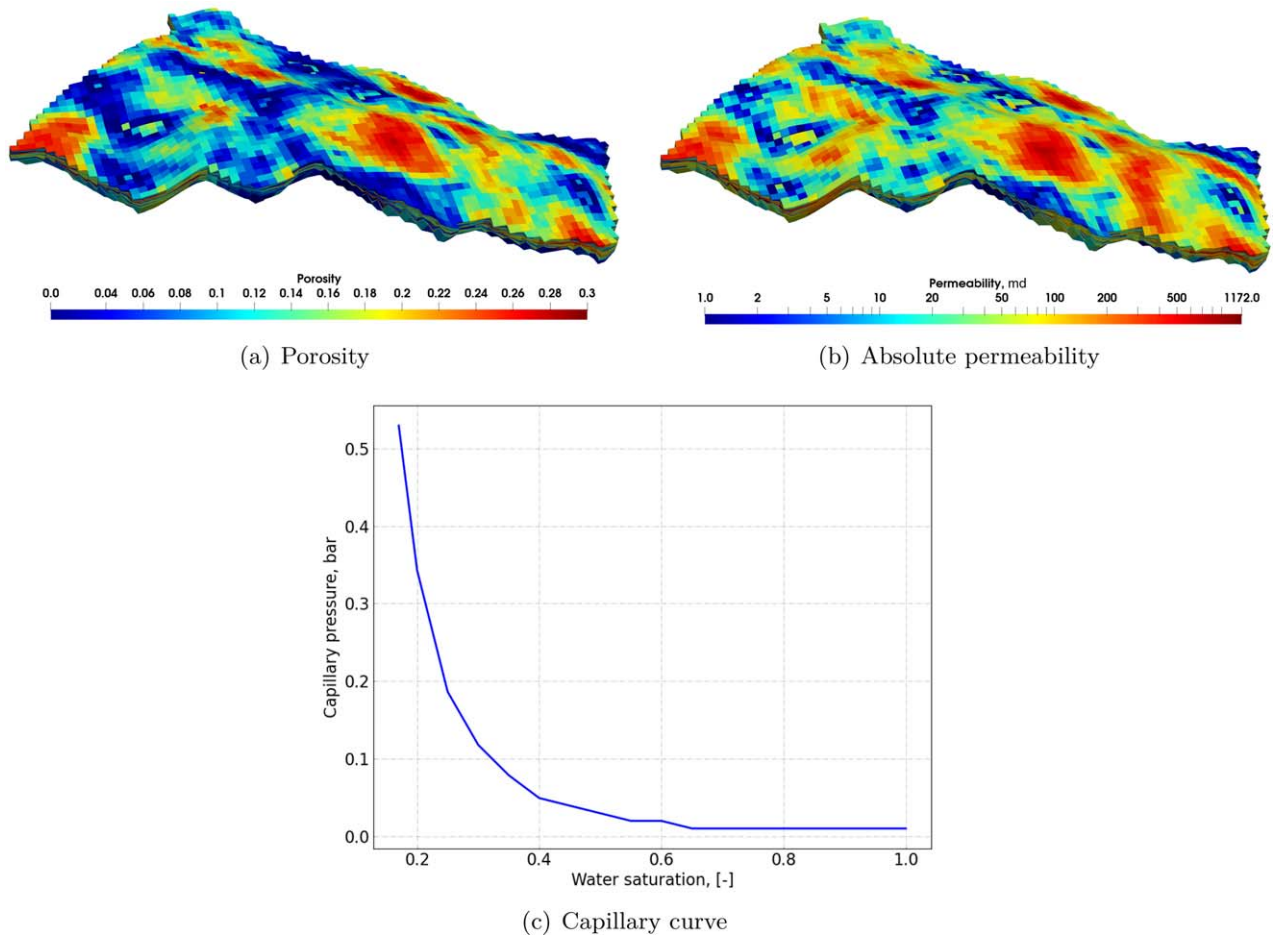 Porosity
0.0 0.04 0.06 0.08 0.1 0.12 0.14 0.16 0.18 0.2 0.22 0.24 0.26 0.28 0.3
(a) Porosity
Permeability, md
1.0 2 5 10 20 50 100 200 500 1172.0
(b) Absolute permeability
Capillary pressure, bar
0.5
0.4
0.3
0.2
0.1
0.0
0.2 0.4 0.6 0.8 1.0
Water saturation, [-]
(c) Capillary curve